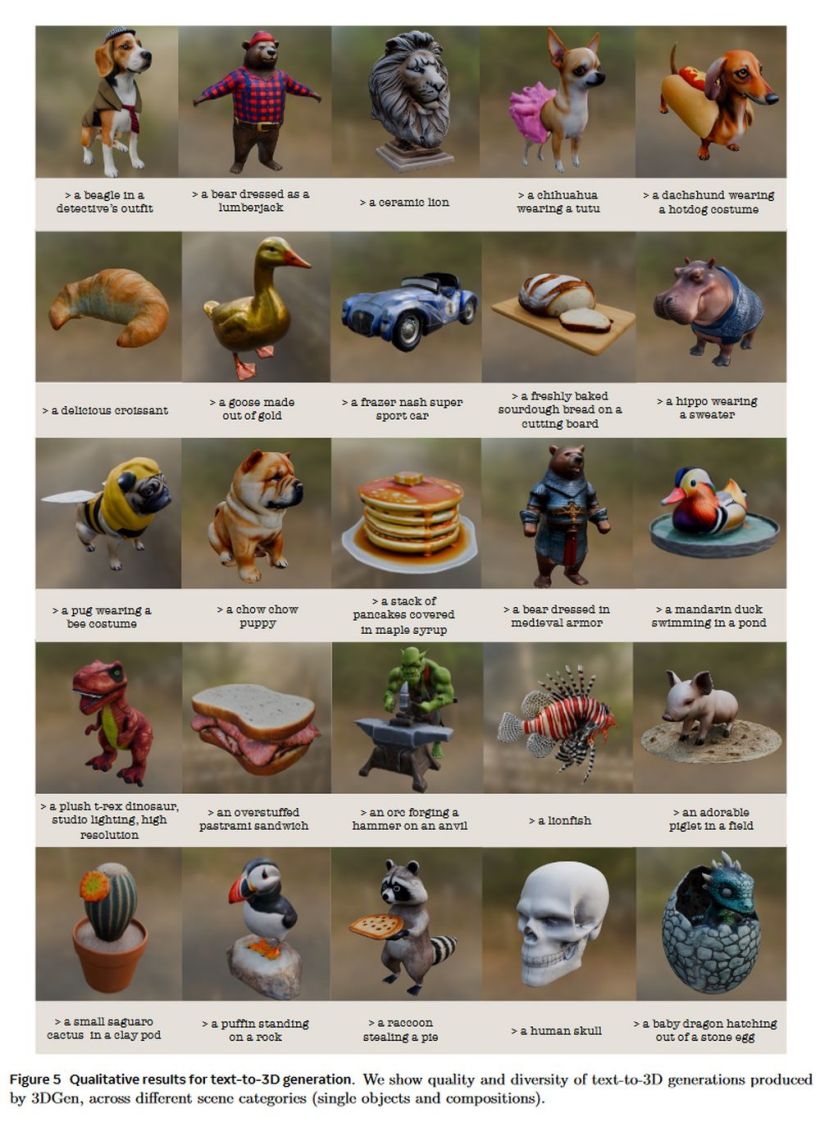 > a beagle in a
detective's outfit
> a bear dressed as a
lumberjack
> a ceramic lion
> a chihuahua
wearing a tutu
> a dachshund wearing
a hotdog costume
> a delicious croissant
> a goose made
out of gold
> a frazer nash super
sport car
> a freshly baked
sourdough bread on a
cutting board
> a hippo wearing
a sweater
> a pug wearing a
bee costume
> a chow chow
puppy
> a stack of
pancakes covered
in maple syrup
> a bear dressed in
medieval armor
> a mandarin duck
swimming in a pond
> a plush t-rex dinosaur,
studio lighting, high
resolution
> an overstuffed
pastrami sandwich
> an orc forging a
hammer on an anvil
> a lionfish
> an adorable
piglet in a field
> a small saguaro
cactus in a clay pod
> a puffin standing
on a rock
> a raccoon
stealing a pie
> a human skull
> a baby dragon hatching
out of a stone egg
Figure 5 Qualitative results for text-to-3D generation. We show quality and diversity of text-to-3D generations produced
by 3DGen, across different scene categories (single objects and compositions).